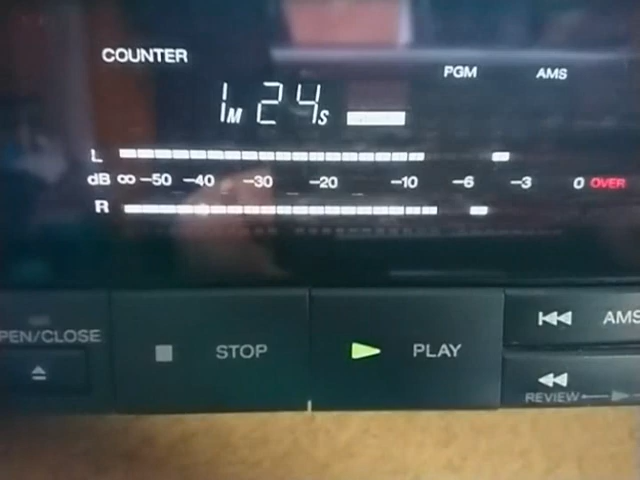 COUNTER
PGM AMS
1M 24S
L
dB ∞ −50 −40 −30 −20 −10 −6 −3 0 OVER
R
PEN/CLOSE STOP PLAY AMS
REVIEW